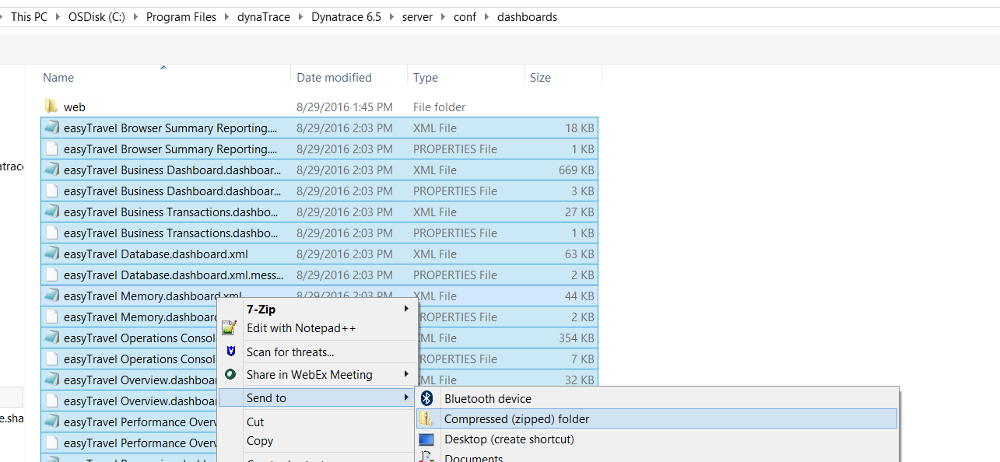 This PC OSDisk (C:) Program Files dynaTrace Dynatrace 6.5 server conf dashboards
Name Date modified Type Size
web 8/29/2016 1:45 PM File folder
easyTravel Browser Summary Reporting.... 8/29/2016 2:03 PM XML File 18 KB
easyTravel Browser Summary Reporting.... 8/29/2016 2:03 PM PROPERTIES File 1 KB
atrace
easyTravel Business Dashboard.dashboar... 8/29/2016 2:03 PM XML File 669 KB
easyTravel Business Dashboard.dashboar... 8/29/2016 2:03 PM PROPERTIES File 3 KB
easyTravel Business Transactions.dashbo... 8/29/2016 2:03 PM XML File 27 KB
easyTravel Business Transactions.dashbo... 8/29/2016 2:03 PM PROPERTIES File 1 KB
easyTravel Database.dashboard.xml 8/29/2016 2:03 PM XML File 63 KB
easyTravel Database.dashboard.xml.mess... 8/29/2016 2:03 PM PROPERTIES File 2 KB
easyTravel Memory.dashboard.xml 8/29/2016 2:03 PM XML File 44 KB
7-Zip
easyTravel Memory.dashboard PROPERTIES File 2 KB
Edit with Notepad++
easyTravel Operations Consol XML File 354 KB
Scan for threats...
easyTravel Operations Consol PROPERTIES File 7 KB
Share in WebEx Meeting
easyTravel Overview.dashboar XML File 32 KB
Send to
easyTravel Overview.dashboar
Bluetooth device
e.sha
Compressed (zipped) folder
easyTravel Performance Overv
Cut
Desktop (create shortcut)
easyTravel Performance Overv
Copy
Documents